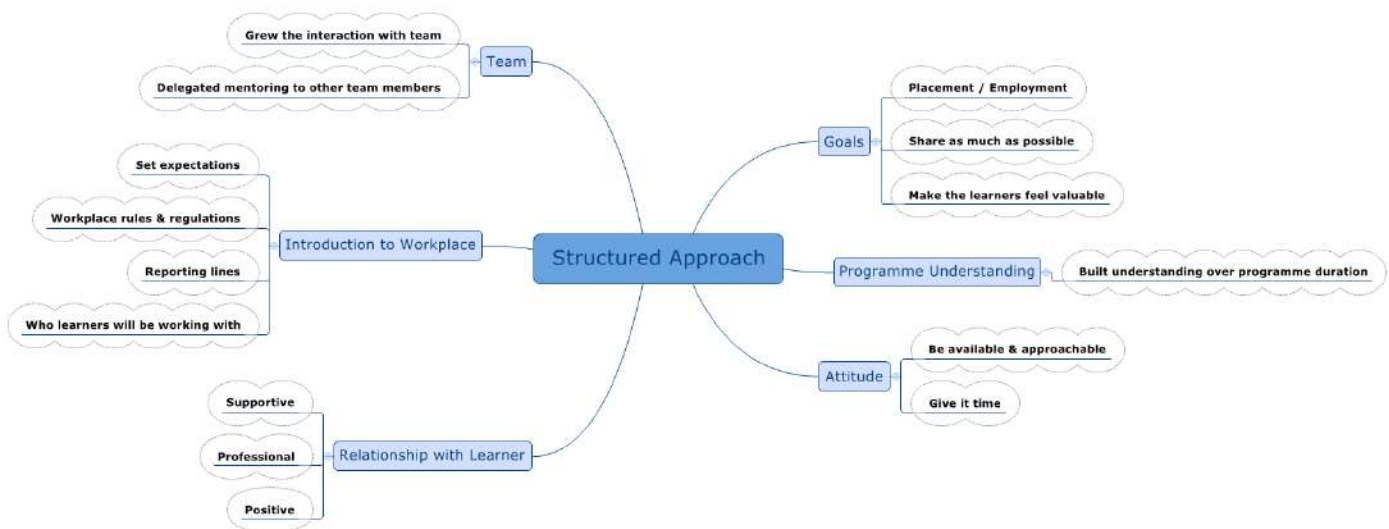 Structured Approach
Team
Grew the interaction with team
Delegated mentoring to other team members
Introduction to Workplace
Set expectations
Workplace rules & regulations
Reporting lines
Who learners will be working with
Relationship with Learner
Supportive
Professional
Positive
Goals
Placement / Employment
Share as much as possible
Make the learners feel valuable
Programme Understanding
Built understanding over programme duration
Attitude
Be available & approachable
Give it time